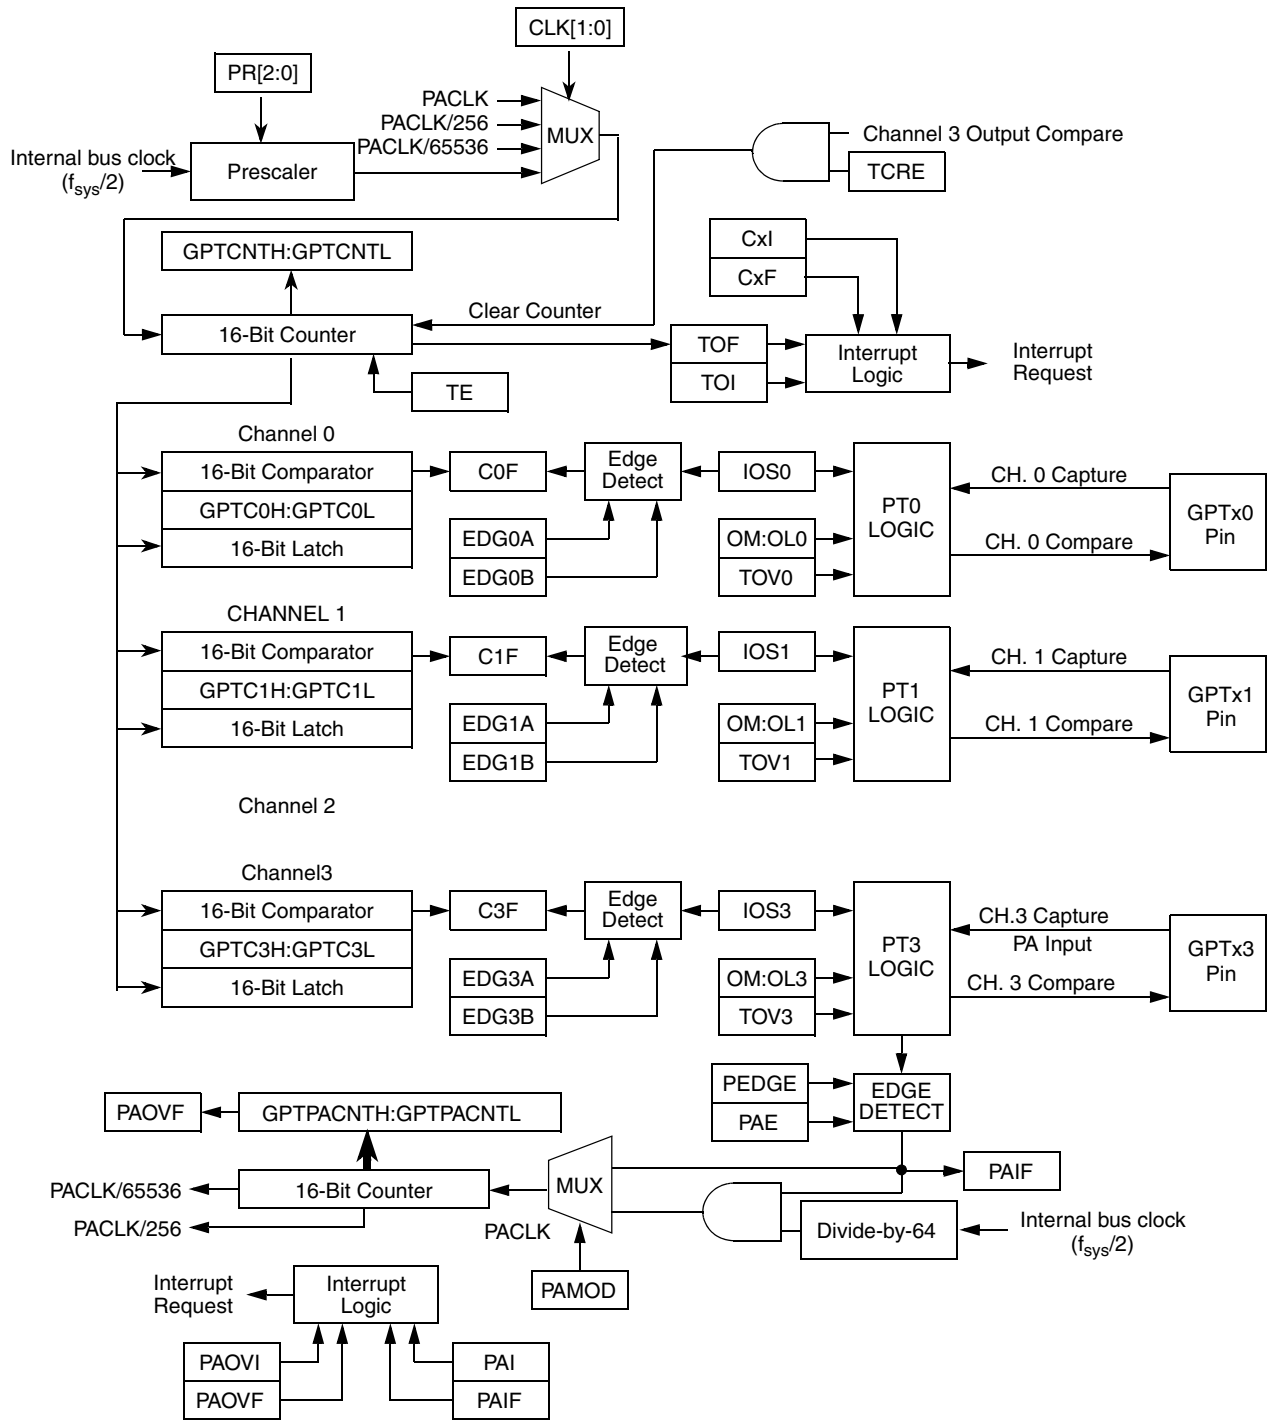 CLK[1:0]
PR[2:0]
PACLK
PACLK/256
PACLK/65536
MUX
Internal bus clock
(fsys/2)
Prescaler
Channel 3 Output Compare
TCRE
GPTCNTH:GPTCNTL
CxI
CxF
Clear Counter
16-Bit Counter
TOF
TOI
Interrupt
Logic
Interrupt
Request
TE
Channel 0
16-Bit Comparator
GPTC0H:GPTC0L
16-Bit Latch
C0F
Edge
Detect
IOS0
EDG0A
EDG0B
OM:OL0
TOV0
PT0
LOGIC
CH. 0 Capture
CH. 0 Compare
GPTx0
Pin
CHANNEL 1
16-Bit Comparator
GPTC1H:GPTC1L
16-Bit Latch
C1F
Edge
Detect
IOS1
EDG1A
EDG1B
OM:OL1
TOV1
PT1
LOGIC
CH. 1 Capture
CH. 1 Compare
GPTx1
Pin
Channel 2
Channel3
16-Bit Comparator
GPTC3H:GPTC3L
16-Bit Latch
C3F
Edge
Detect
IOS3
EDG3A
EDG3B
OM:OL3
TOV3
PT3
LOGIC
CH.3 Capture
PA Input
CH. 3 Compare
GPTx3
Pin
PEDGE
PAE
EDGE
DETECT
PAOVF
GPTPACNTH:GPTPACNTL
PACLK/65536
16-Bit Counter
PACLK/256
MUX
PACLK
PAIF
Divide-by-64
Internal bus clock
(fsys/2)
PAMOD
Interrupt
Request
Interrupt
Logic
PAOVI
PAOVF
PAI
PAIF